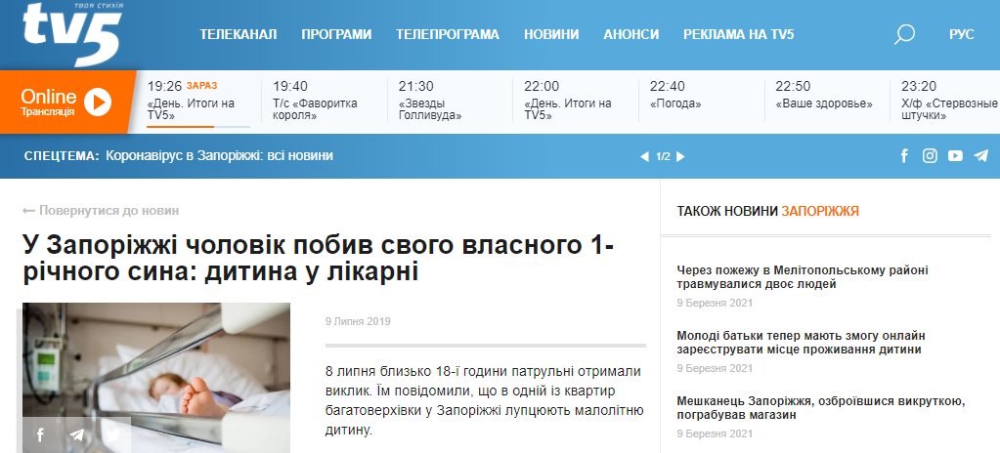 ТВОЯ СТИХІЯ
tv5
ТЕЛЕКАНАЛ ПРОГРАМИ ТЕЛЕПРОГРАМА НОВИНИ АНОНСИ РЕКЛАМА НА TV5 РУС
Online
Трансляція
19:26 ЗАРАЗ
«День. Итоги на
TV5»
19:40
Т/с «Фаворитка
короля»
21:30
«Звезды
Голливуда»
22:00
«День. Итоги на
TV5»
22:40
«Погода»
22:50
«Ваше здоровье»
23:20
Х/ф «Стервозные
штучки»
СПЕЦТЕМА: Коронавірус в Запоріжжі: всі новини 1/2
Повернутися до новин
У Запоріжжі чоловік побив свого власного 1-
річного сина: дитина у лікарні
9 Липня 2019
8 липня близько 18-ї години патрульні отримали
виклик. Їм повідомили, що в одній із квартир
багатоверхівки у Запоріжжі лупцюють малолітню
дитину.
ТАКОЖ НОВИНИ ЗАПОРІЖЖЯ
Через пожежу в Мелітопольському районі
травмувалися двоє людей
9 Березня 2021
Молоді батьки тепер мають змогу онлайн
зареєструвати місце проживання дитини
9 Березня 2021
Мешканець Запоріжжя, озброївшися викруткою,
пограбував магазин
9 Березня 2021